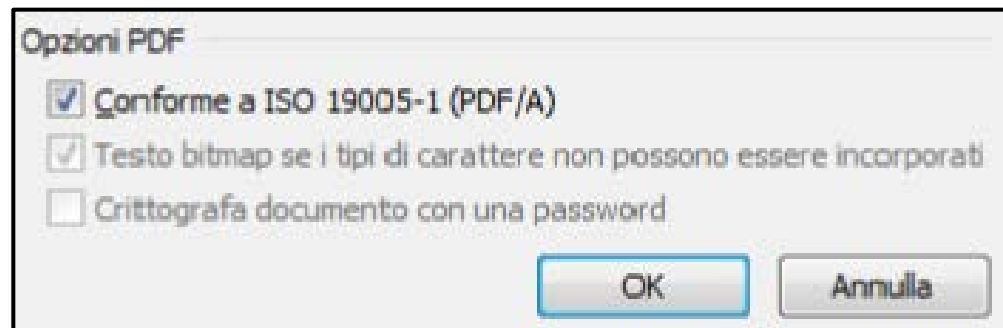 Opzioni PDF
Conforme a ISO 19005-1 (PDF/A)
Testo bitmap se i tipi di carattere non possono essere incorporati
Crittografa documento con una password
OK Annulla